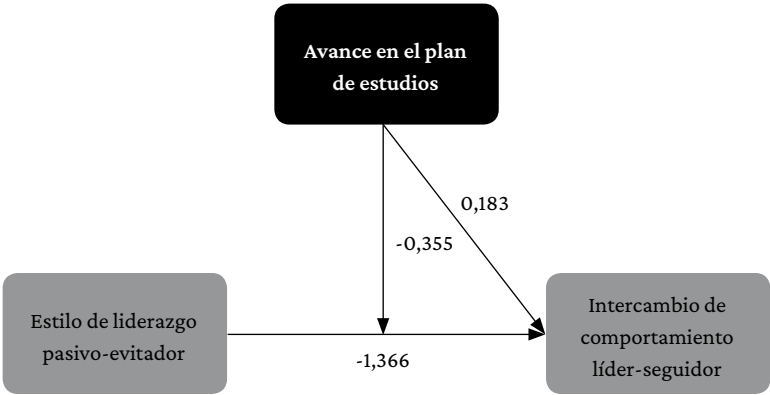 Avance en el plan
de estudios
0,183
-0,355
Estilo de liderazgo
pasivo-evitador
-1,366
Intercambio de
comportamiento
líder-seguidor